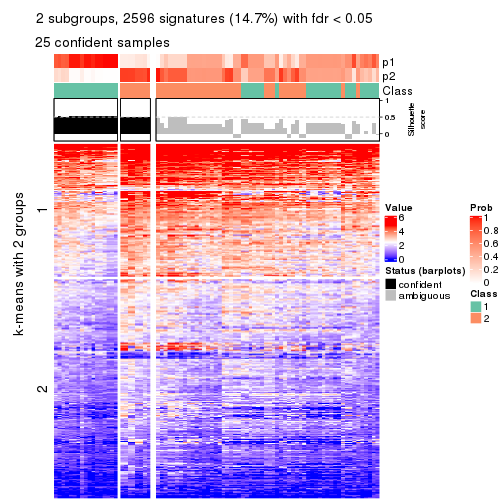 2 subgroups, 2596 signatures (14.7%) with fdr < 0.05
25 confident samples
p1
p2
Class
1
0.5
0
Silhouette
score
k-means with 2 groups
1
2
Value
6
4
2
0
Status (barplots)
confident
ambiguous
Prob
1
0.8
0.6
0.4
0.2
0
Class
1
2